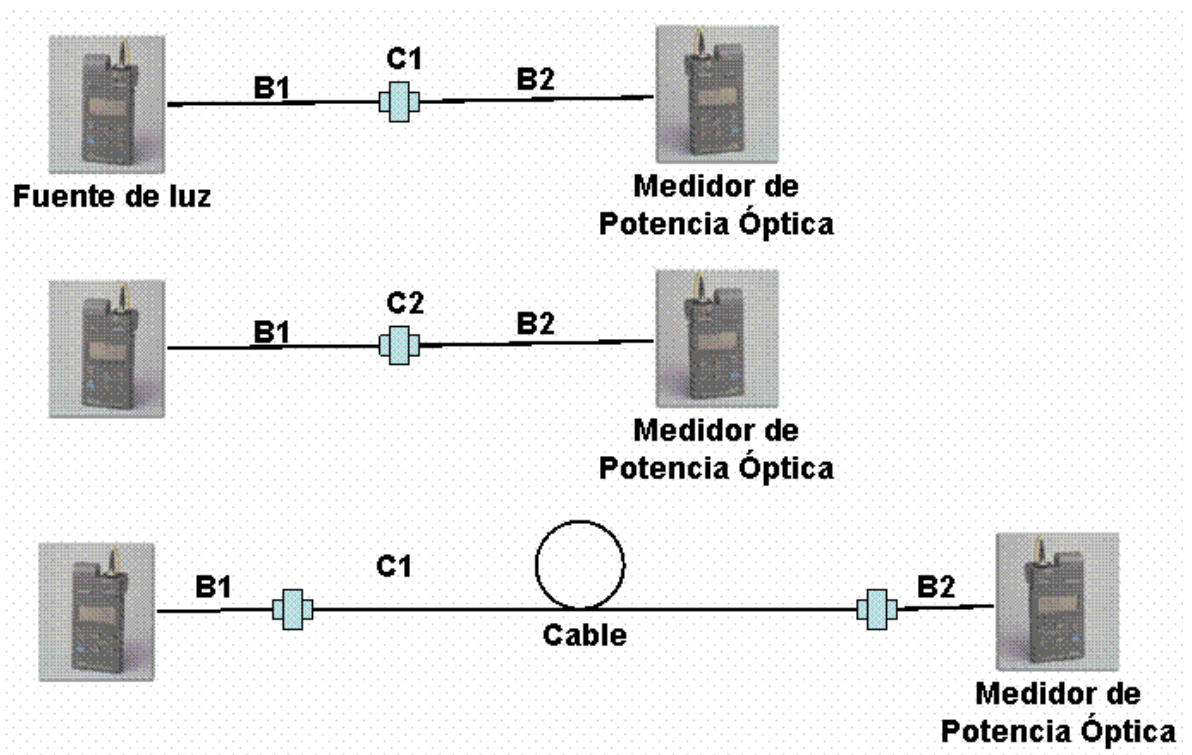 C1
B1
B2
Fuente de luz
Medidor de
Potencia Óptica
C2
B1
B2
Medidor de
Potencia Óptica
C1
B1
B2
Cable
Medidor de
Potencia Óptica